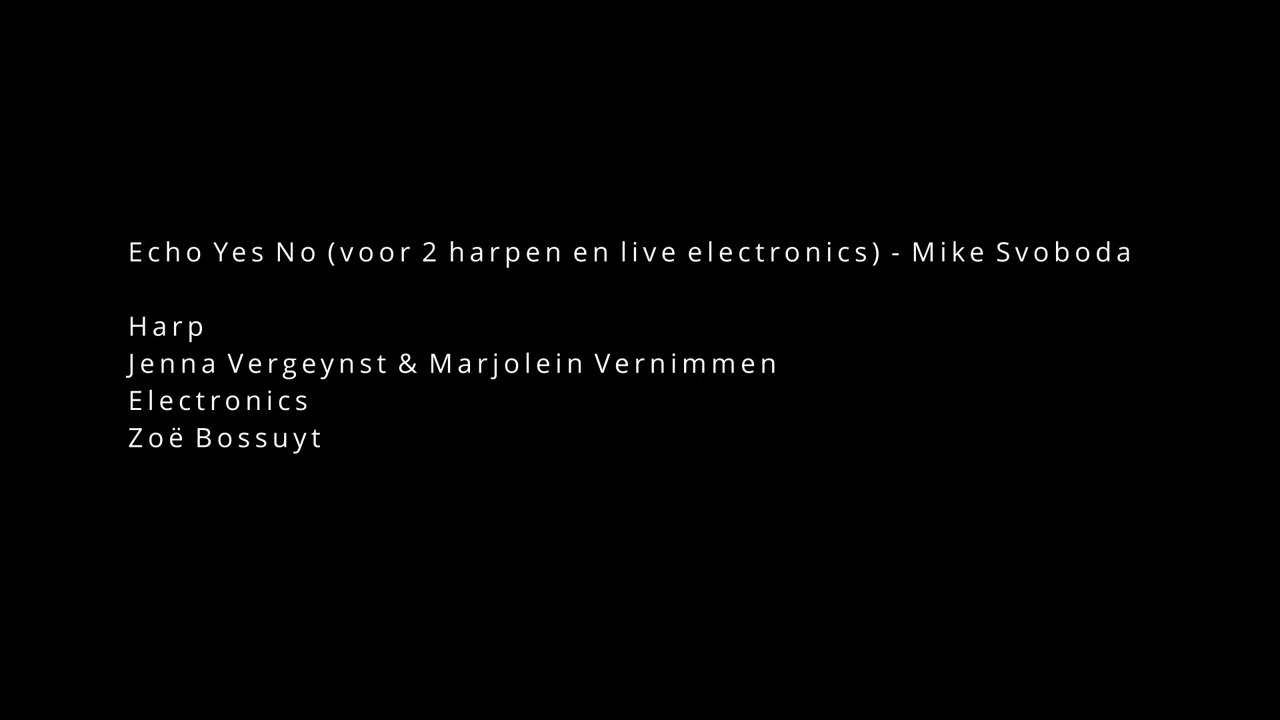 Echo Yes No (voor 2 harpen en live electronics) - Mike Svoboda
Harp
Jenna Vergeynst & Marjolein Vernimmen
Electronics
Zoë Bossuyt